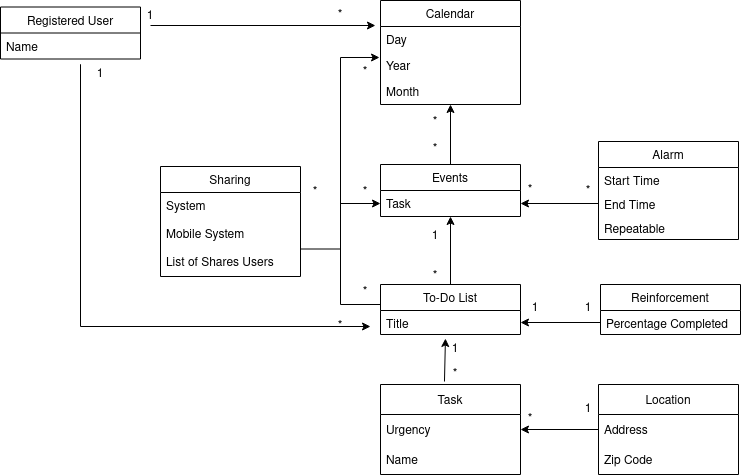 Registered User
Name
1
*
1
Calendar
Day
Year
Month
*
*
*
Sharing
System
Mobile System
List of Shares Users
*
*
Events
Task
*
*
Alarm
Start Time
End Time
Repeatable
1
*
*
*
To-Do List
Title
1
1
Reinforcement
Percentage Completed
1
*
Task
Urgency
Name
*
1
Location
Address
Zip Code